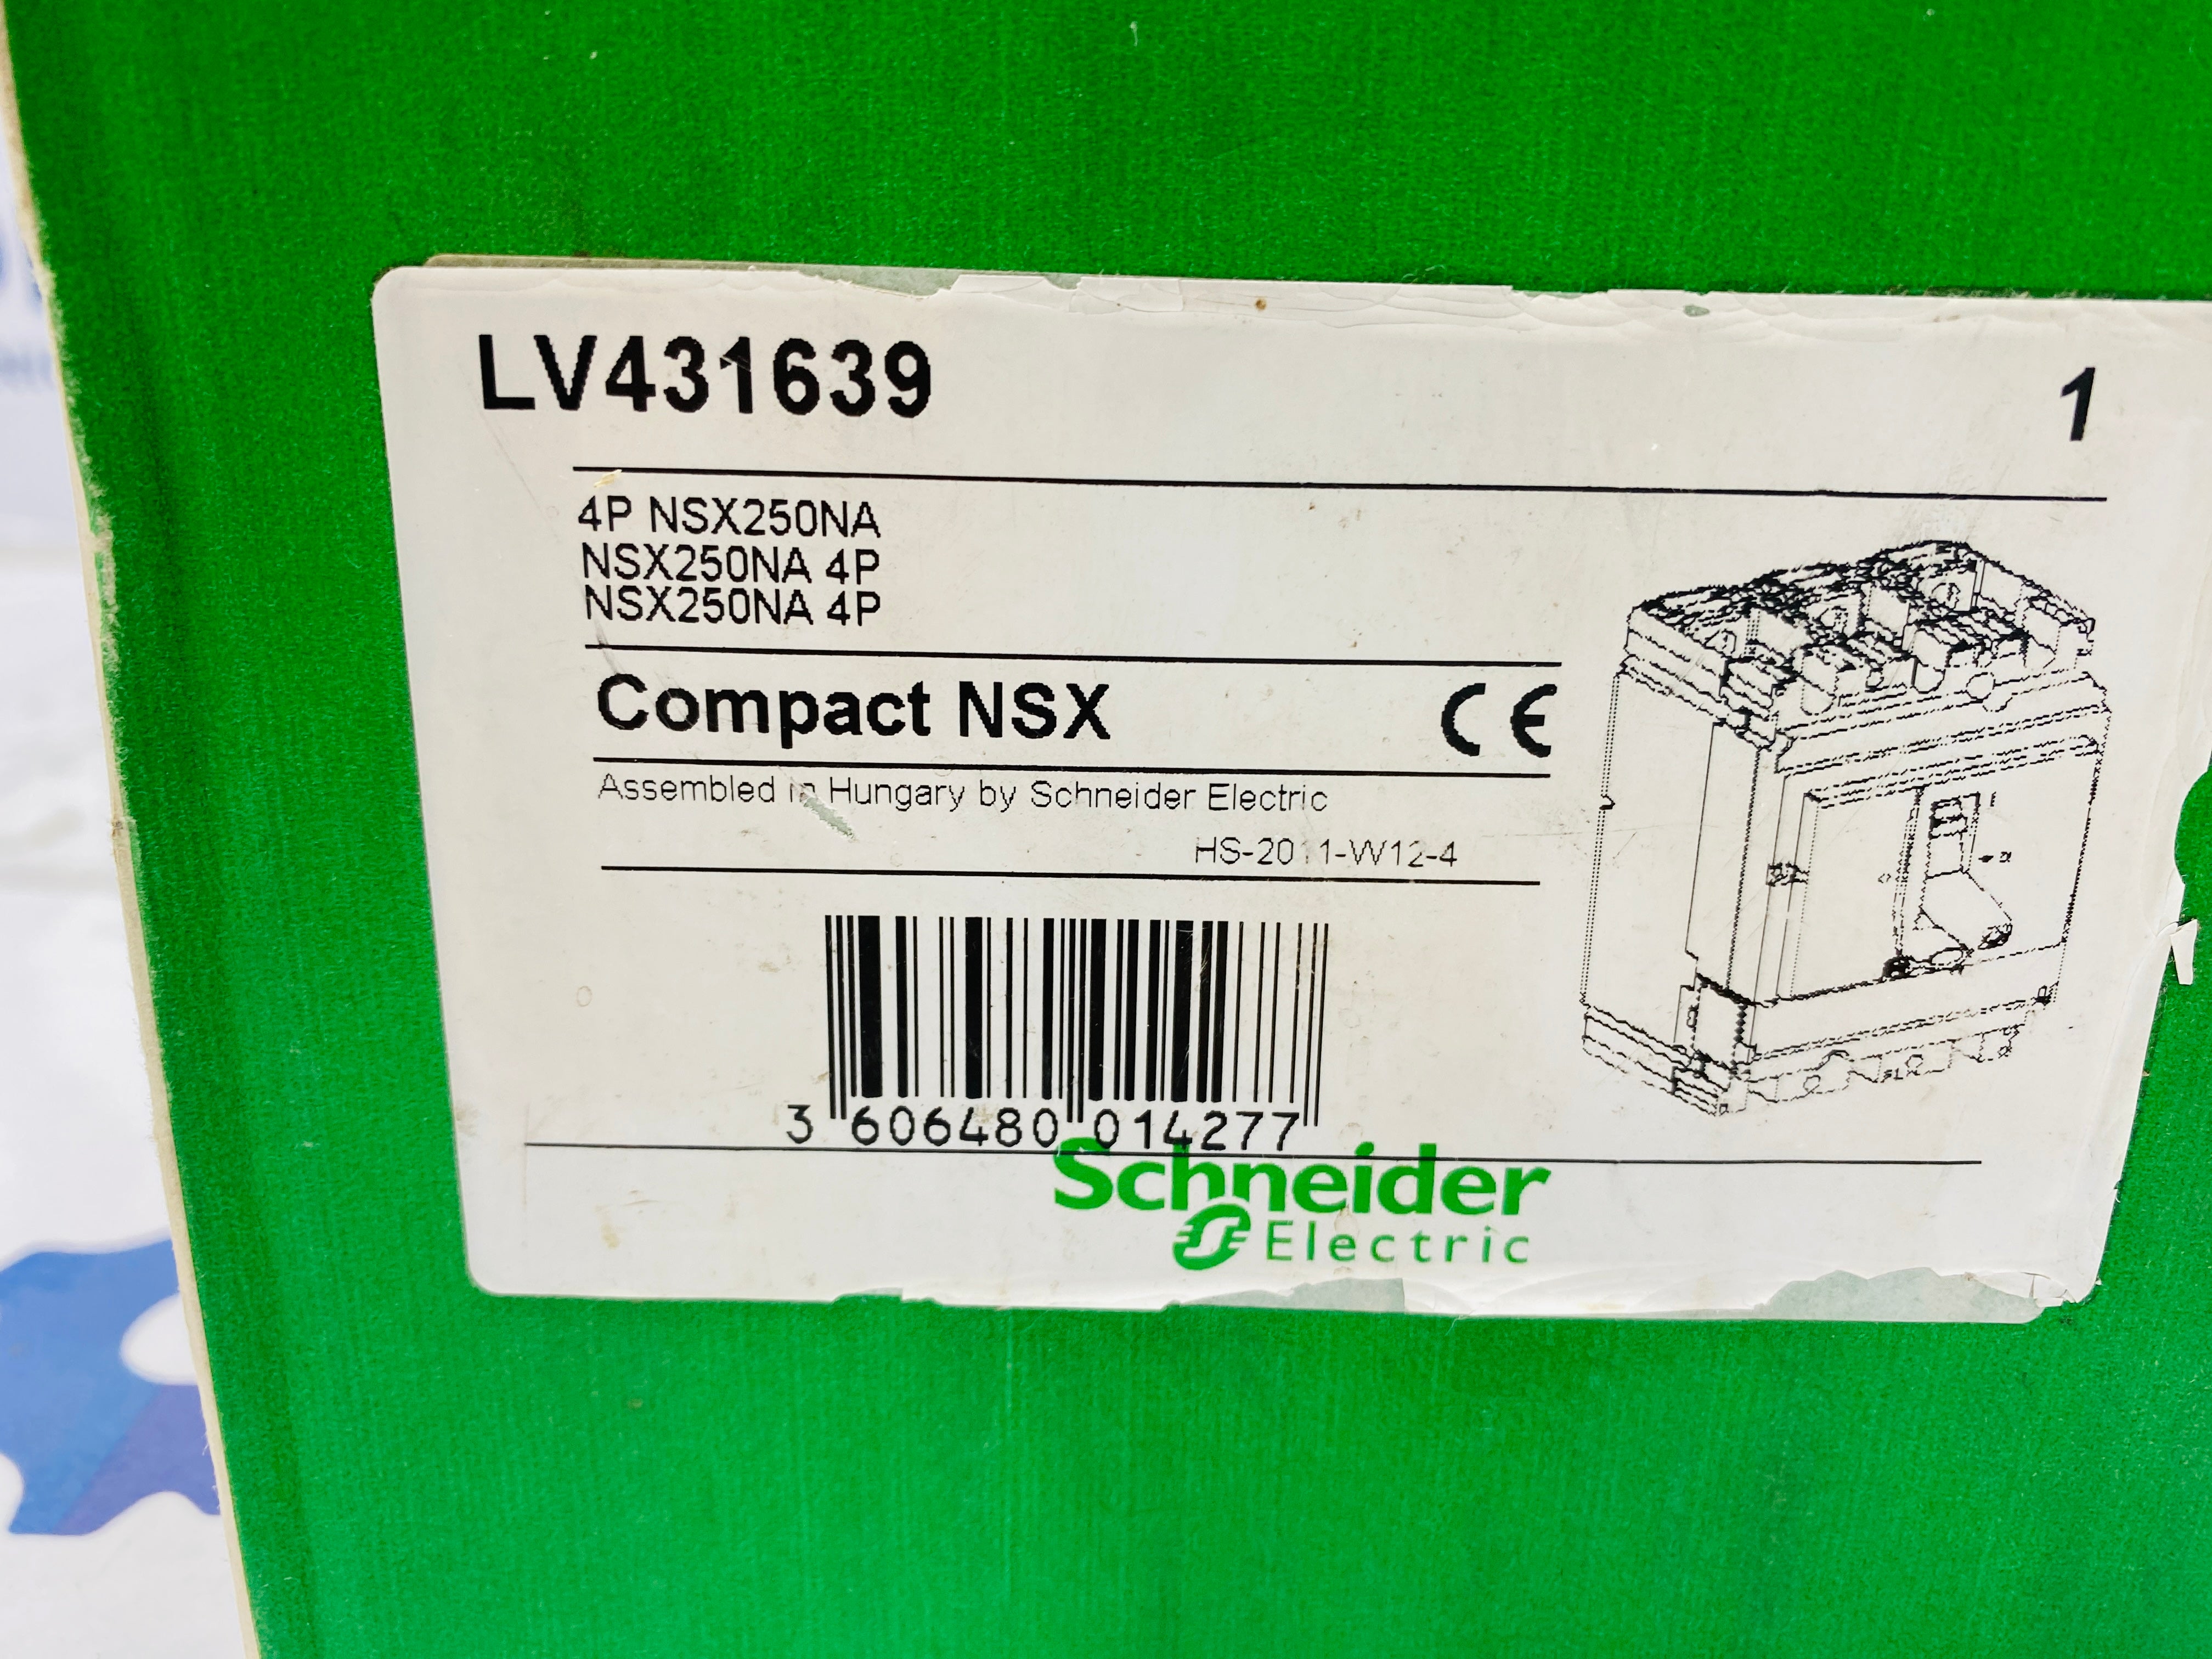 LV431639
1
4P NSX250NA
NSX250NA 4P
NSX250NA 4P
Compact NSX CE
Assembled in Hungary by Schneider Electric
HS-2011-W12-4
3 606480 014277
Schneider
Electric